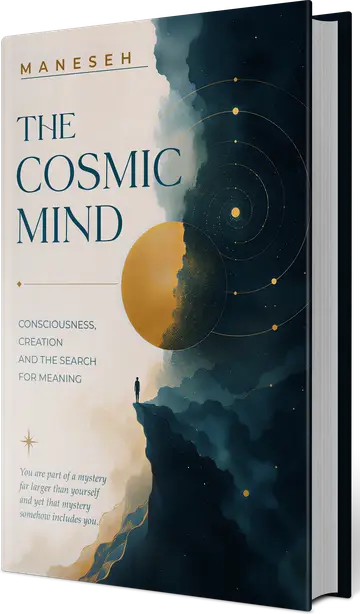 MANESEH
THE
COSMIC
MIND
CONSCIOUSNESS,
CREATION
AND THE SEARCH
FOR MEANING
You are part of a mystery
far larger than yourself
and yet that mystery
somehow includes you.